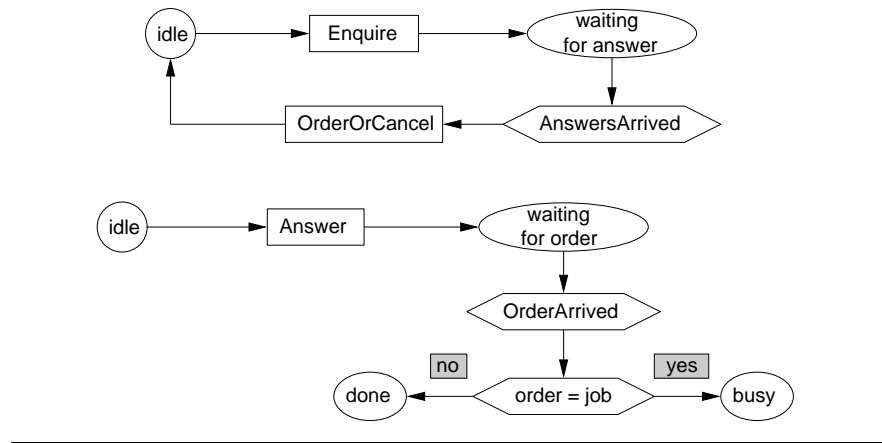 idle
Enquire
waiting
for answer
OrderOrCancel
AnswersArrived
idle
Answer
waiting
for order
OrderArrived
no
yes
done
order = job
busy